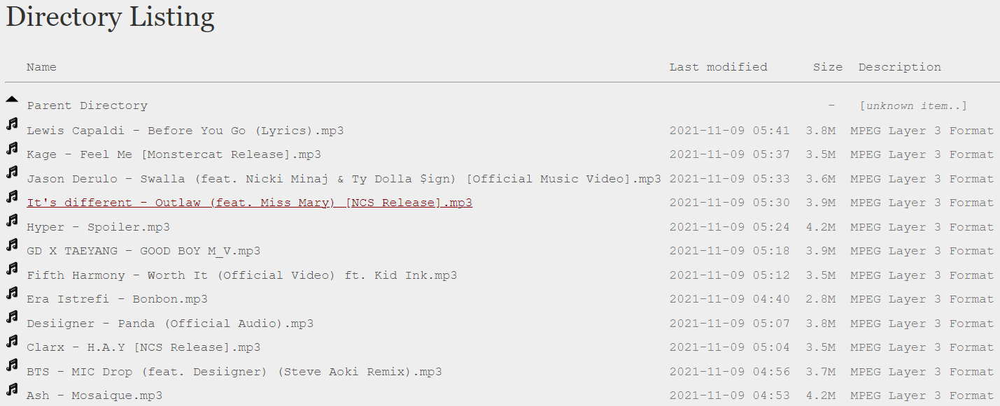 Directory Listing
Name Last modified Size Description
Parent Directory - [unknown item..]
Lewis Capaldi - Before You Go (Lyrics).mp3 2021-11-09 05:41 3.8M MPEG Layer 3 Format
Kage - Feel Me [Monstercat Release].mp3 2021-11-09 05:37 3.5M MPEG Layer 3 Format
Jason Derulo - Swalla (feat. Nicki Minaj & Ty Dolla $ign) [Official Music Video].mp3 2021-11-09 05:33 3.6M MPEG Layer 3 Format
It's different - Outlaw (feat. Miss Mary) [NCS Release].mp3 2021-11-09 05:30 3.9M MPEG Layer 3 Format
Hyper - Spoiler.mp3 2021-11-09 05:24 4.2M MPEG Layer 3 Format
GD X TAEYANG - GOOD BOY M_V.mp3 2021-11-09 05:18 3.9M MPEG Layer 3 Format
Fifth Harmony - Worth It (Official Video) ft. Kid Ink.mp3 2021-11-09 05:12 3.5M MPEG Layer 3 Format
Era Istrefi - Bonbon.mp3 2021-11-09 04:40 2.8M MPEG Layer 3 Format
Desiigner - Panda (Official Audio).mp3 2021-11-09 05:07 3.8M MPEG Layer 3 Format
Clarx - H.A.Y [NCS Release].mp3 2021-11-09 05:04 3.5M MPEG Layer 3 Format
BTS - MIC Drop (feat. Desiigner) (Steve Aoki Remix).mp3 2021-11-09 04:56 3.7M MPEG Layer 3 Format
Ash - Mosaique.mp3 2021-11-09 04:53 4.2M MPEG Layer 3 Format